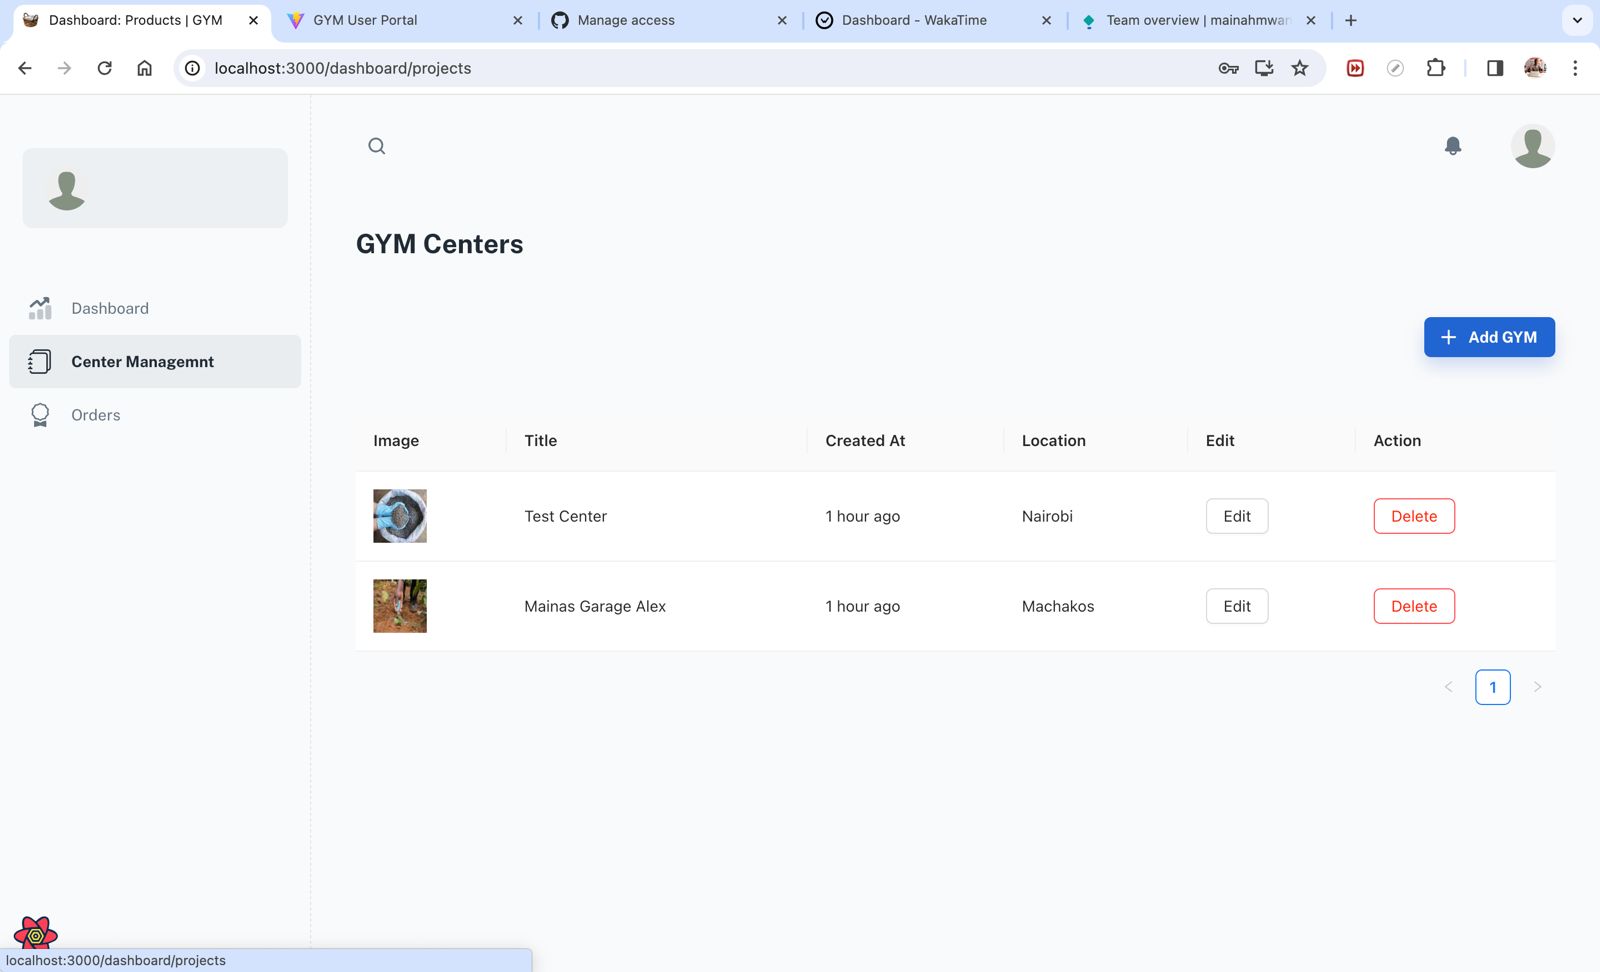 Dashboard: Products | GYM
GYM User Portal
Manage access
Dashboard - WakaTime
Team overview | mainahmwan
localhost:3000/dashboard/projects
GYM Centers
Dashboard
Center Managemnt
Orders
Add GYM
Image Title Created At Location Edit Action
Test Center 1 hour ago Nairobi Edit Delete
Mainas Garage Alex 1 hour ago Machakos Edit Delete
1
localhost:3000/dashboard/projects